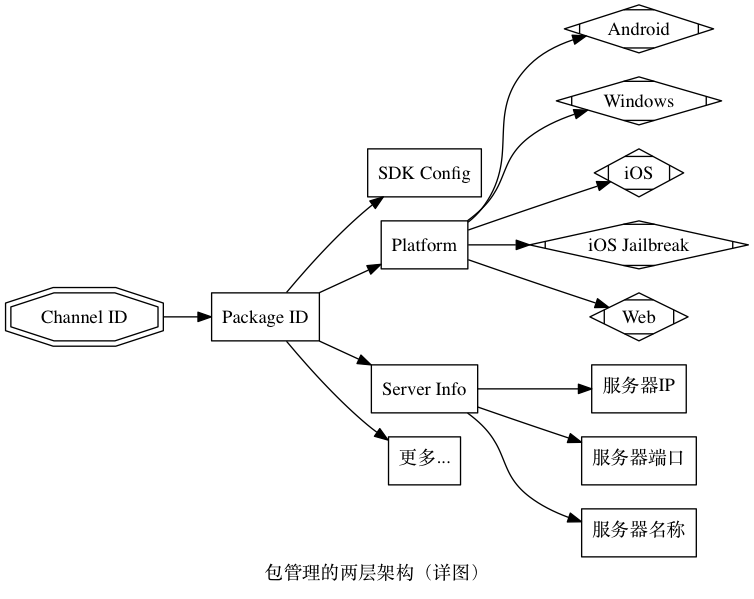 Android
Windows
SDK Config
iOS
Platform
iOS Jailbreak
Channel ID
Package ID
Web
Server Info
服务器IP
更多...
服务器端口
服务器名称
包管理的两层架构（详图）